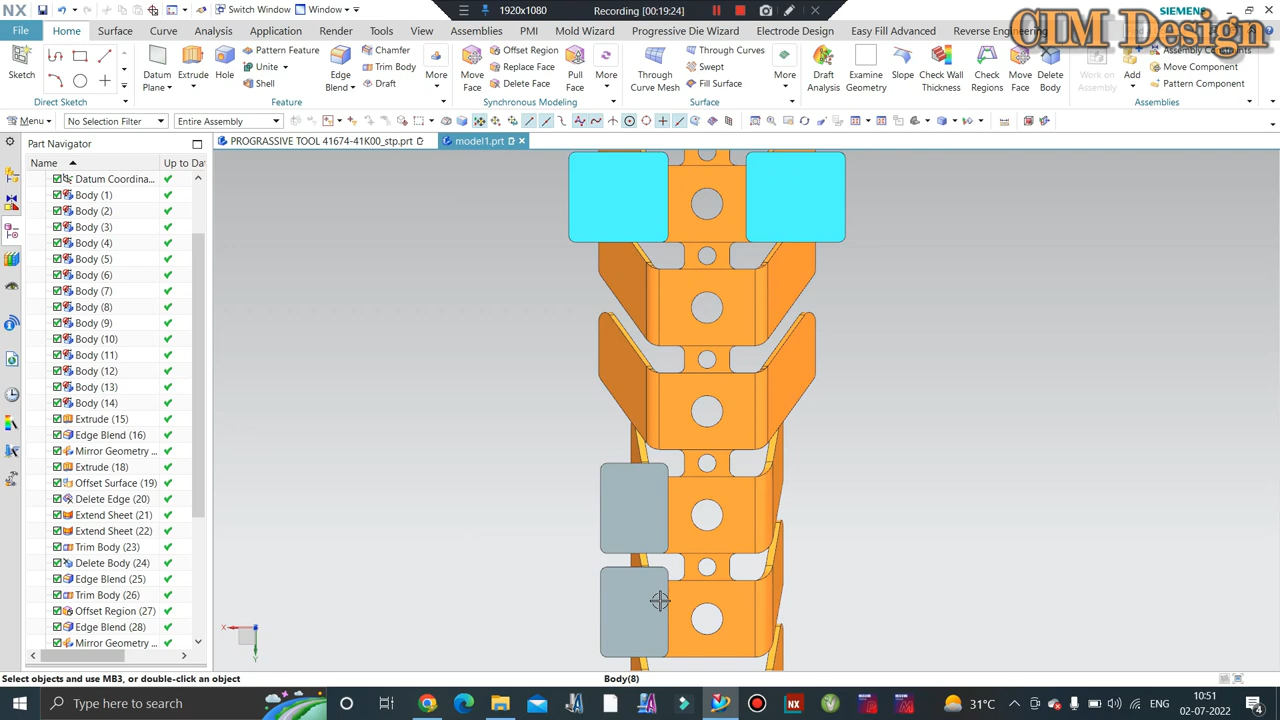 NX
Switch Window
Window
1920x1080
Recording [00:19:24]
SIEMENS
CIM Design
File
Home
Surface
Curve
Analysis
Application
Render
Tools
View
Assemblies
PMI
Mold Wizard
Progressive Die Wizard
Electrode Design
Easy Fill Advanced
Reverse Engineering
Sketch
Datum Plane
Extrude
Hole
Pattern Feature
Unite
Shell
Edge Blend
Chamfer
Trim Body
Draft
More
Move Face
Offset Region
Replace Face
Delete Face
Pull Face
More
Through Curve Mesh
Through Curves
Swept
Fill Surface
More
Draft Analysis
Examine Geometry
Slope
Check Wall Thickness
Check Regions
Move Face
Delete Body
Work on Assembly
Add
Assembly Constraints
Move Component
Pattern Component
Direct Sketch
Feature
Synchronous Modeling
Surface
Assemblies
Menu
No Selection Filter
Entire Assembly
Part Navigator
PROGRASSIVE TOOL 41674-41K00_stp.prt
model1.prt
Name
Up to Da
Datum Coordina...
Body (1)
Body (2)
Body (3)
Body (4)
Body (5)
Body (6)
Body (7)
Body (8)
Body (9)
Body (10)
Body (11)
Body (12)
Body (13)
Body (14)
Extrude (15)
Edge Blend (16)
Mirror Geometry ...
Extrude (18)
Offset Surface (19)
Delete Edge (20)
Extend Sheet (21)
Extend Sheet (22)
Trim Body (23)
Delete Body (24)
Edge Blend (25)
Trim Body (26)
Offset Region (27)
Edge Blend (28)
Mirror Geometry ...
X
Y
Select objects and use MB3, or double-click an object
Body(8)
Type here to search
31°C
ENG
10:51
02-07-2022